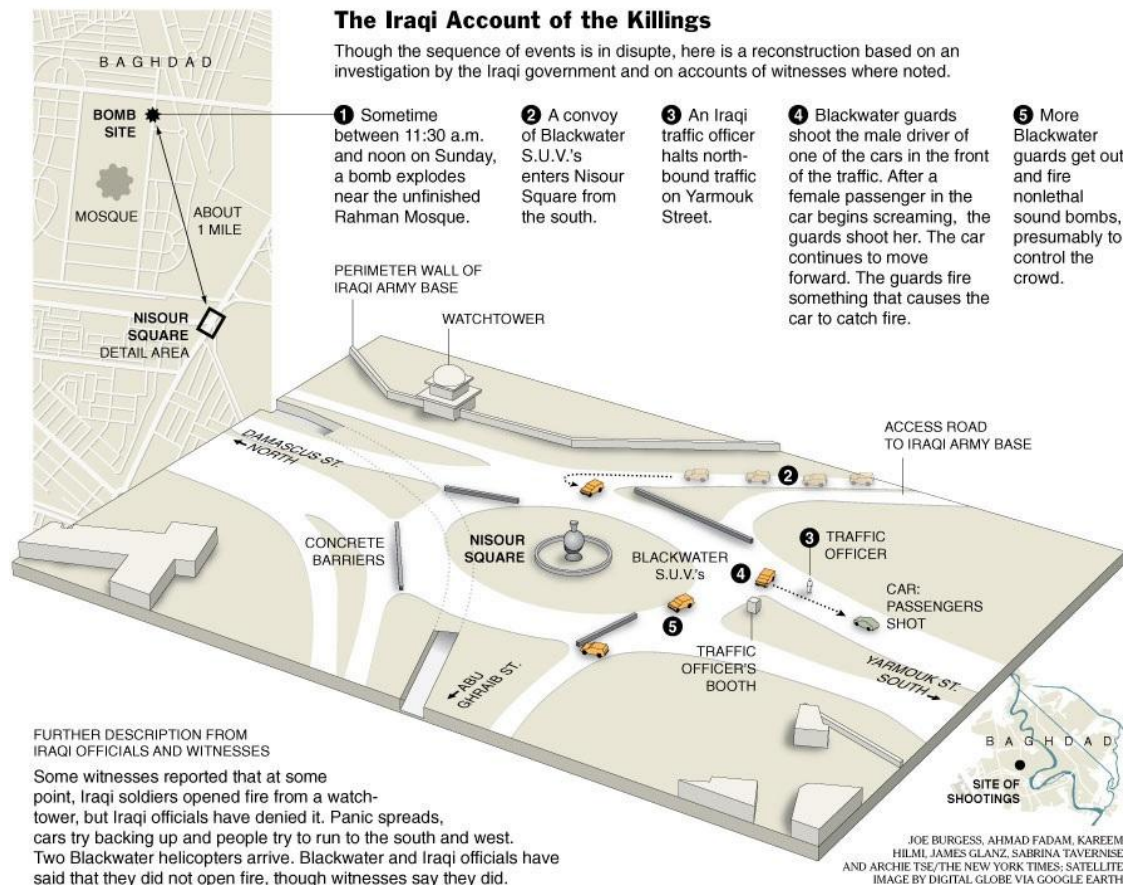 The Iraqi Account of the Killings
Though the sequence of events is in disupte, here is a reconstruction based on an
investigation by the Iraqi government and on accounts of witnesses where noted.
1 Sometime
between 11:30 a.m.
and noon on Sunday,
a bomb explodes
near the unfinished
Rahman Mosque.
2 A convoy
of Blackwater
S.U.V.'s
enters Nisour
Square from
the south.
3 An Iraqi
traffic officer
halts north-
bound traffic
on Yarmouk
Street.
4 Blackwater guards
shoot the male driver of
one of the cars in the front
of the traffic. After a
female passenger in the
car begins screaming, the
guards shoot her. The car
continues to move
forward. The guards fire
something that causes the
car to catch fire.
5 More
Blackwater
guards get out
and fire
nonlethal
sound bombs,
presumably to
control the
crowd.
BAGHDAD
BOMB
SITE
MOSQUE
ABOUT
1 MILE
NISOUR
SQUARE
DETAIL AREA
PERIMETER WALL OF
IRAQI ARMY BASE
WATCHTOWER
ACCESS ROAD
TO IRAQI ARMY BASE
DAMASCUS ST.
NORTH
2
CONCRETE
BARRIERS
NISOUR
SQUARE
BLACKWATER
S.U.V.'s
4
3 TRAFFIC
OFFICER
CAR:
PASSENGERS
SHOT
5
TRAFFIC
OFFICER'S
BOOTH
ABU
GHRAIB ST.
YARMOUK ST.
SOUTH
FURTHER DESCRIPTION FROM
IRAQI OFFICIALS AND WITNESSES
Some witnesses reported that at some
point, Iraqi soldiers opened fire from a watch-
tower, but Iraqi officials have denied it. Panic spreads,
cars try backing up and people try to run to the south and west.
Two Blackwater helicopters arrive. Blackwater and Iraqi officials have
said that they did not open fire, though witnesses say they did.
BAGHDAD
SITE OF
SHOOTINGS
JOE BURGESS, AHMAD FADAM, KAREEM
HILMI, JAMES GLANZ, SABRINA TAVERNISE
AND ARCHIE TSE/THE NEW YORK TIMES; SATELLITE
IMAGE BY DIGITAL GLOBE VIA GOOGLE EARTH